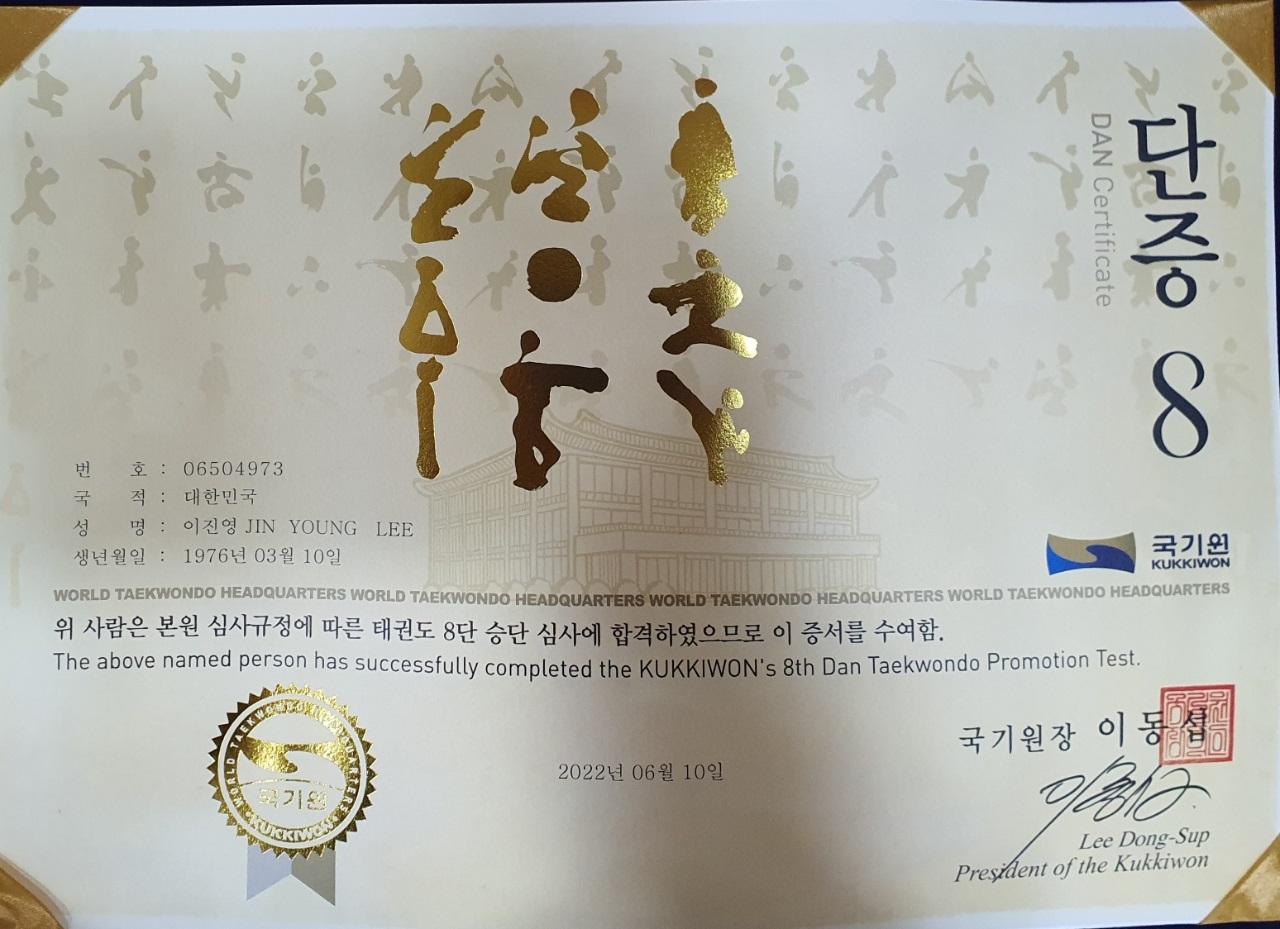 단증
DAN Certificate
8
번 호 : 06504973
국 적 : 대한민국
성 명 : 이진영 JIN YOUNG LEE
생년월일 : 1976년 03월 10일
국기원
KUKKIWON
WORLD TAEKWONDO HEADQUARTERS WORLD TAEKWONDO HEADQUARTERS WORLD TAEKWONDO HEADQUARTERS WORLD TAEKWONDO HEADQUARTERS
위 사람은 본원 심사규정에 따른 태권도 8단 승단 심사에 합격하였으므로 이 증서를 수여함.
The above named person has successfully completed the KUKKIWON's 8th Dan Taekwondo Promotion Test.
WORLD TAEKWONDO HEADQUARTERS
국기원
KUKKIWON
2022년 06월 10일
국기원장 이동섭
Lee Dong-Sup
President of the Kukkiwon